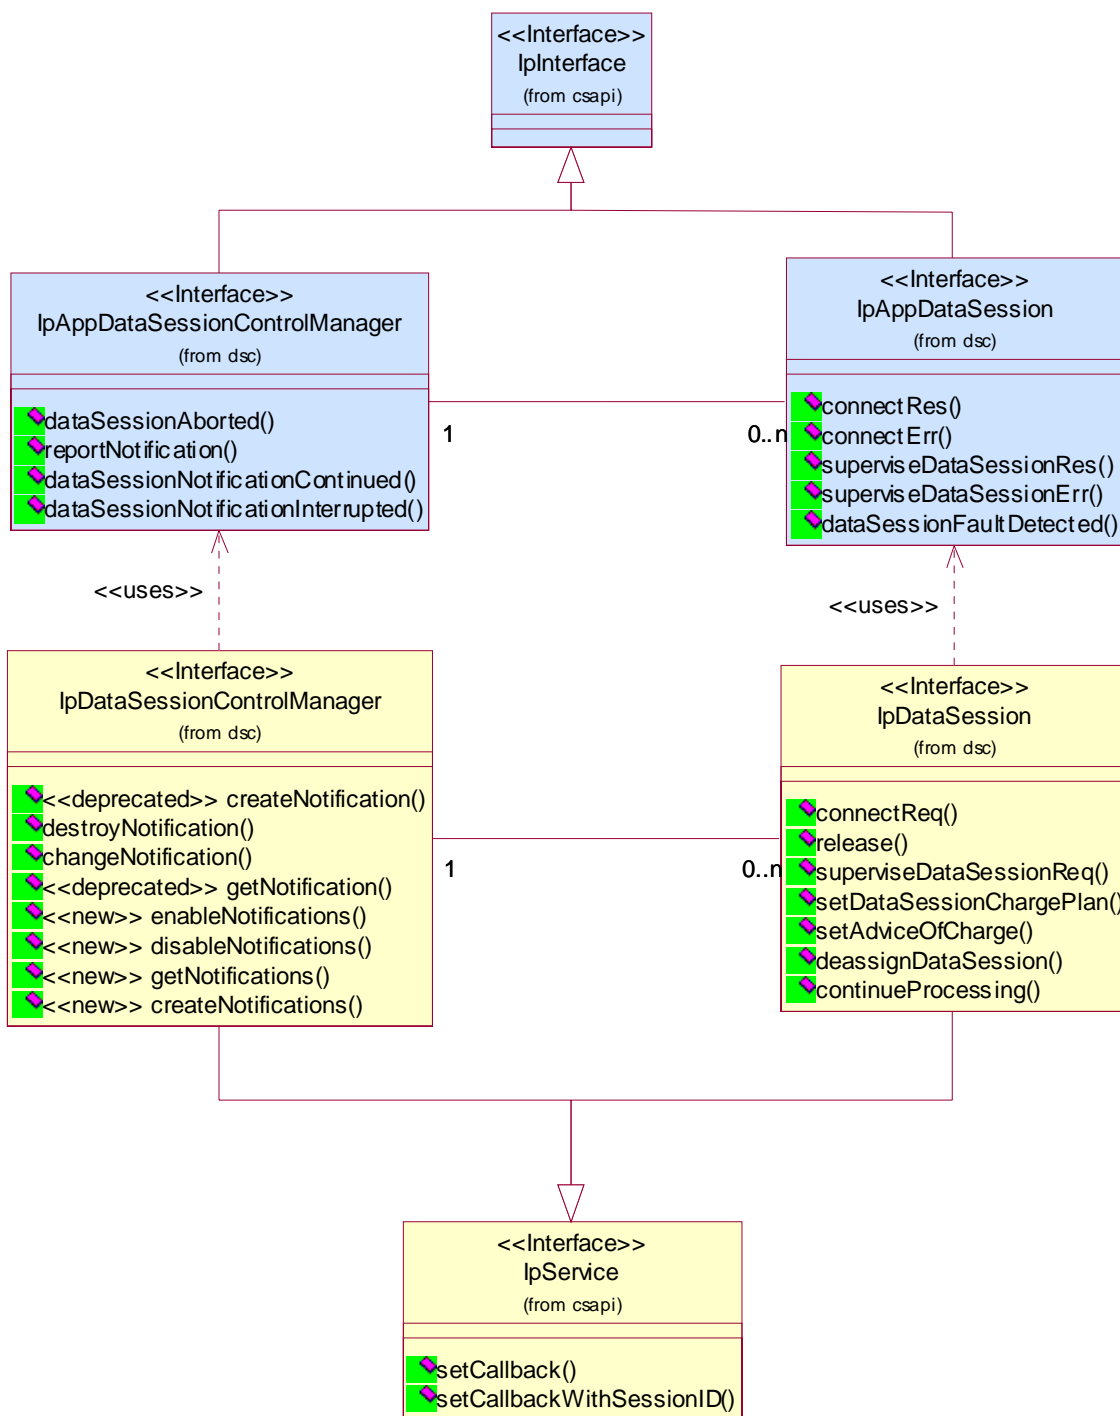 <<Interface>>
IpInterface
(from csapi)
<<Interface>>
IpAppDataSessionControlManager
(from dsc)
dataSessionAborted()
reportNotification()
dataSessionNotificationContinued()
dataSessionNotificationInterrupted()
1
0..n
<<Interface>>
IpAppDataSession
(from dsc)
connectRes()
connectErr()
superviseDataSessionRes()
superviseDataSessionErr()
dataSessionFaultDetected()
<<uses>>
<<uses>>
<<Interface>>
IpDataSessionControlManager
(from dsc)
<<deprecated>> createNotification()
destroyNotification()
changeNotification()
<<deprecated>> getNotification()
<<new>> enableNotifications()
<<new>> disableNotifications()
<<new>> getNotifications()
<<new>> createNotifications()
1
0..n
<<Interface>>
IpDataSession
(from dsc)
connectReq()
release()
superviseDataSessionReq()
setDataSessionChargePlan()
setAdviceOfCharge()
deassignDataSession()
continueProcessing()
<<Interface>>
IpService
(from csapi)
setCallback()
setCallbackWithSessionID()